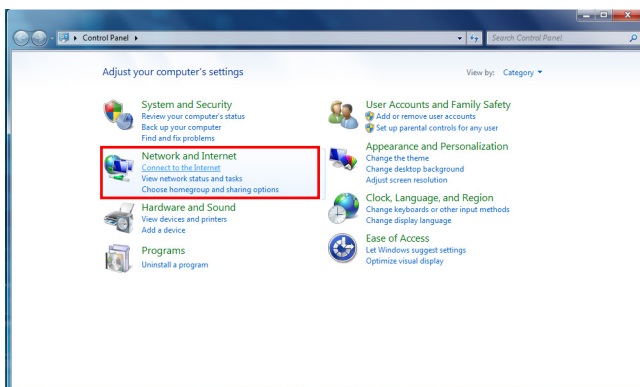 Control Panel
Search Control Panel
Adjust your computer's settings
View by: Category
System and Security
Review your computer's status
Back up your computer
Find and fix problems
Network and Internet
Connect to the Internet
View network status and tasks
Choose homegroup and sharing options
Hardware and Sound
View devices and printers
Add a device
Programs
Uninstall a program
User Accounts and Family Safety
Add or remove user accounts
Set up parental controls for any user
Appearance and Personalization
Change the theme
Change desktop background
Adjust screen resolution
Clock, Language, and Region
Change keyboards or other input methods
Change display language
Ease of Access
Let Windows suggest settings
Optimize visual display